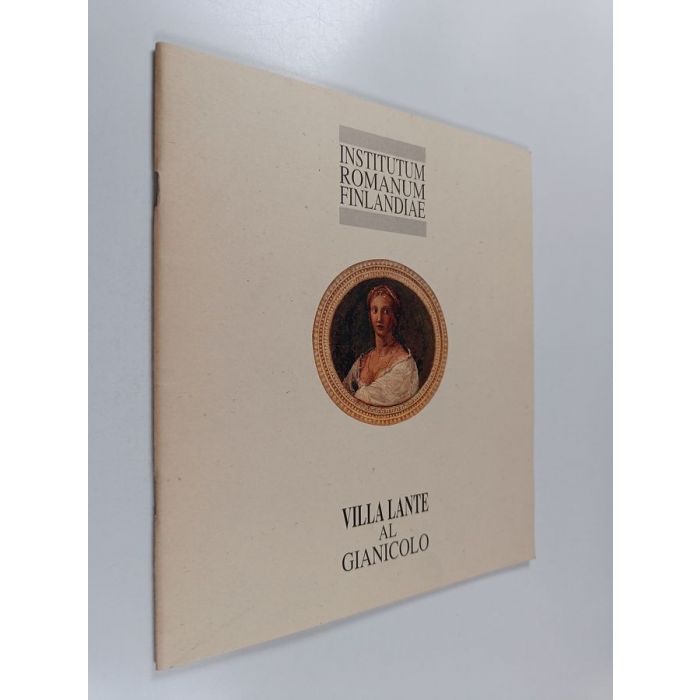 INSTITUTUM
ROMANUM
FINLANDIAE
VILLA LANTE
AL
GIANICOLO